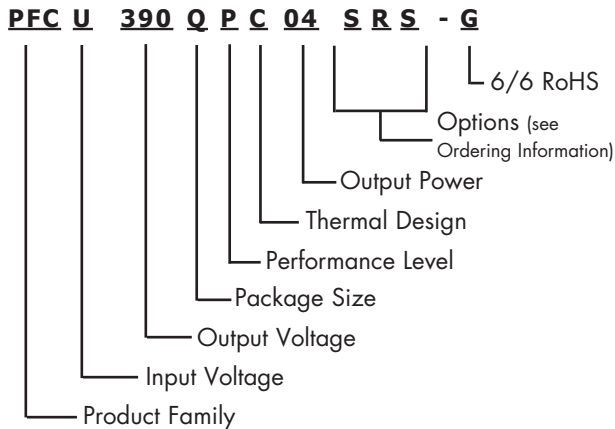 PFC U 390 Q P C 04 S R S - G
6/6 RoHS
Options (see
Ordering Information)
Output Power
Thermal Design
Performance Level
Package Size
Output Voltage
Input Voltage
Product Family